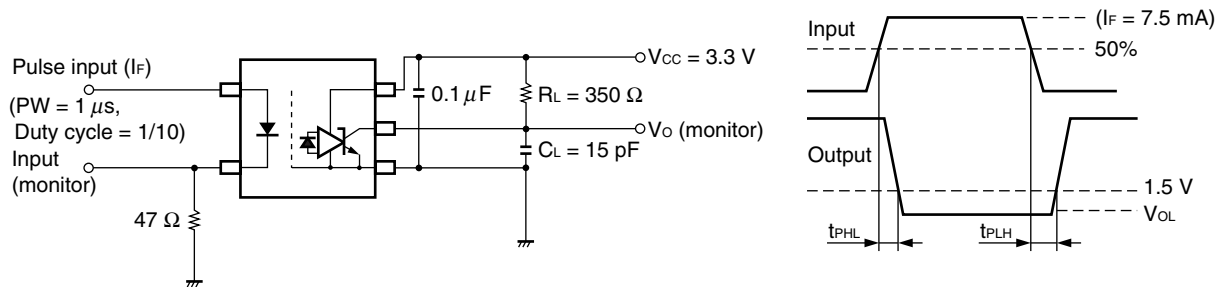 Pulse input (IF)
(PW = 1 μs,
Duty cycle = 1/10)
Input
(monitor)
47 Ω
0.1 μF
VCC = 3.3 V
RL = 350 Ω
VO (monitor)
CL = 15 pF
Input
(IF = 7.5 mA)
50%
Output
1.5 V
VOL
tPHL
tPLH